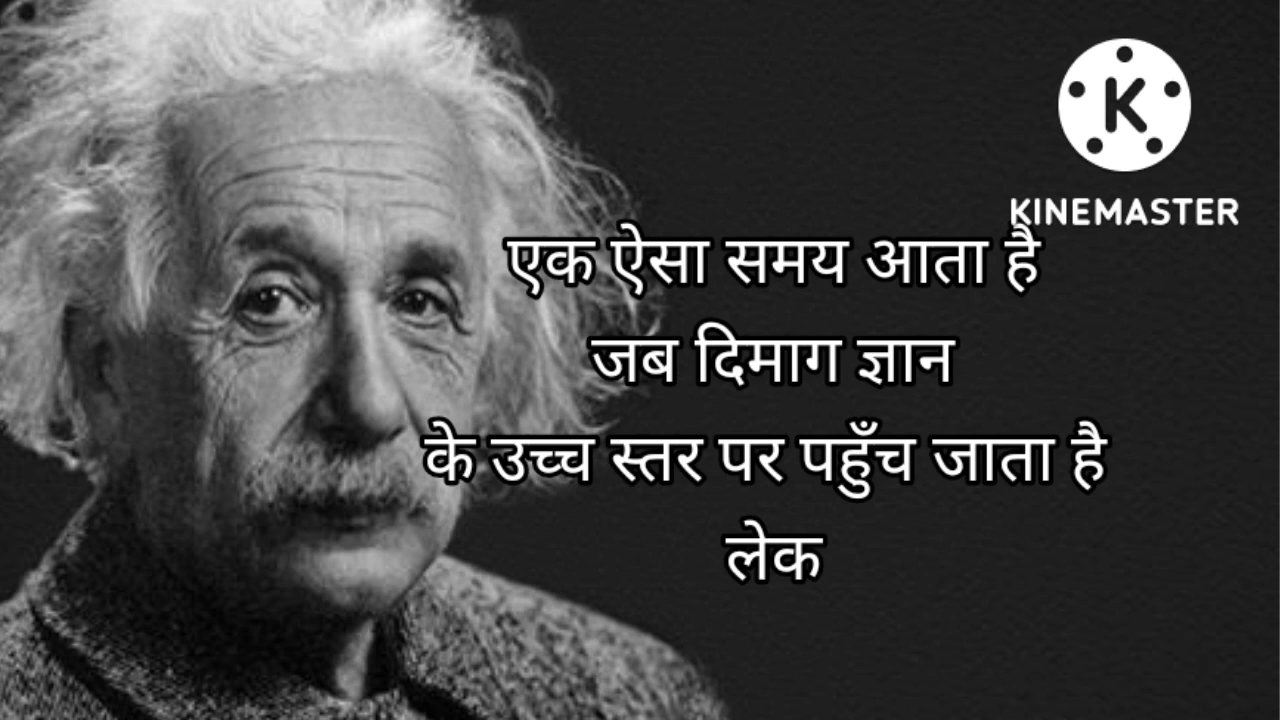 KINEMASTER
एक ऐसा समय आता है
जब दिमाग ज्ञान
के उच्च स्तर पर पहुँच जाता है
लेक